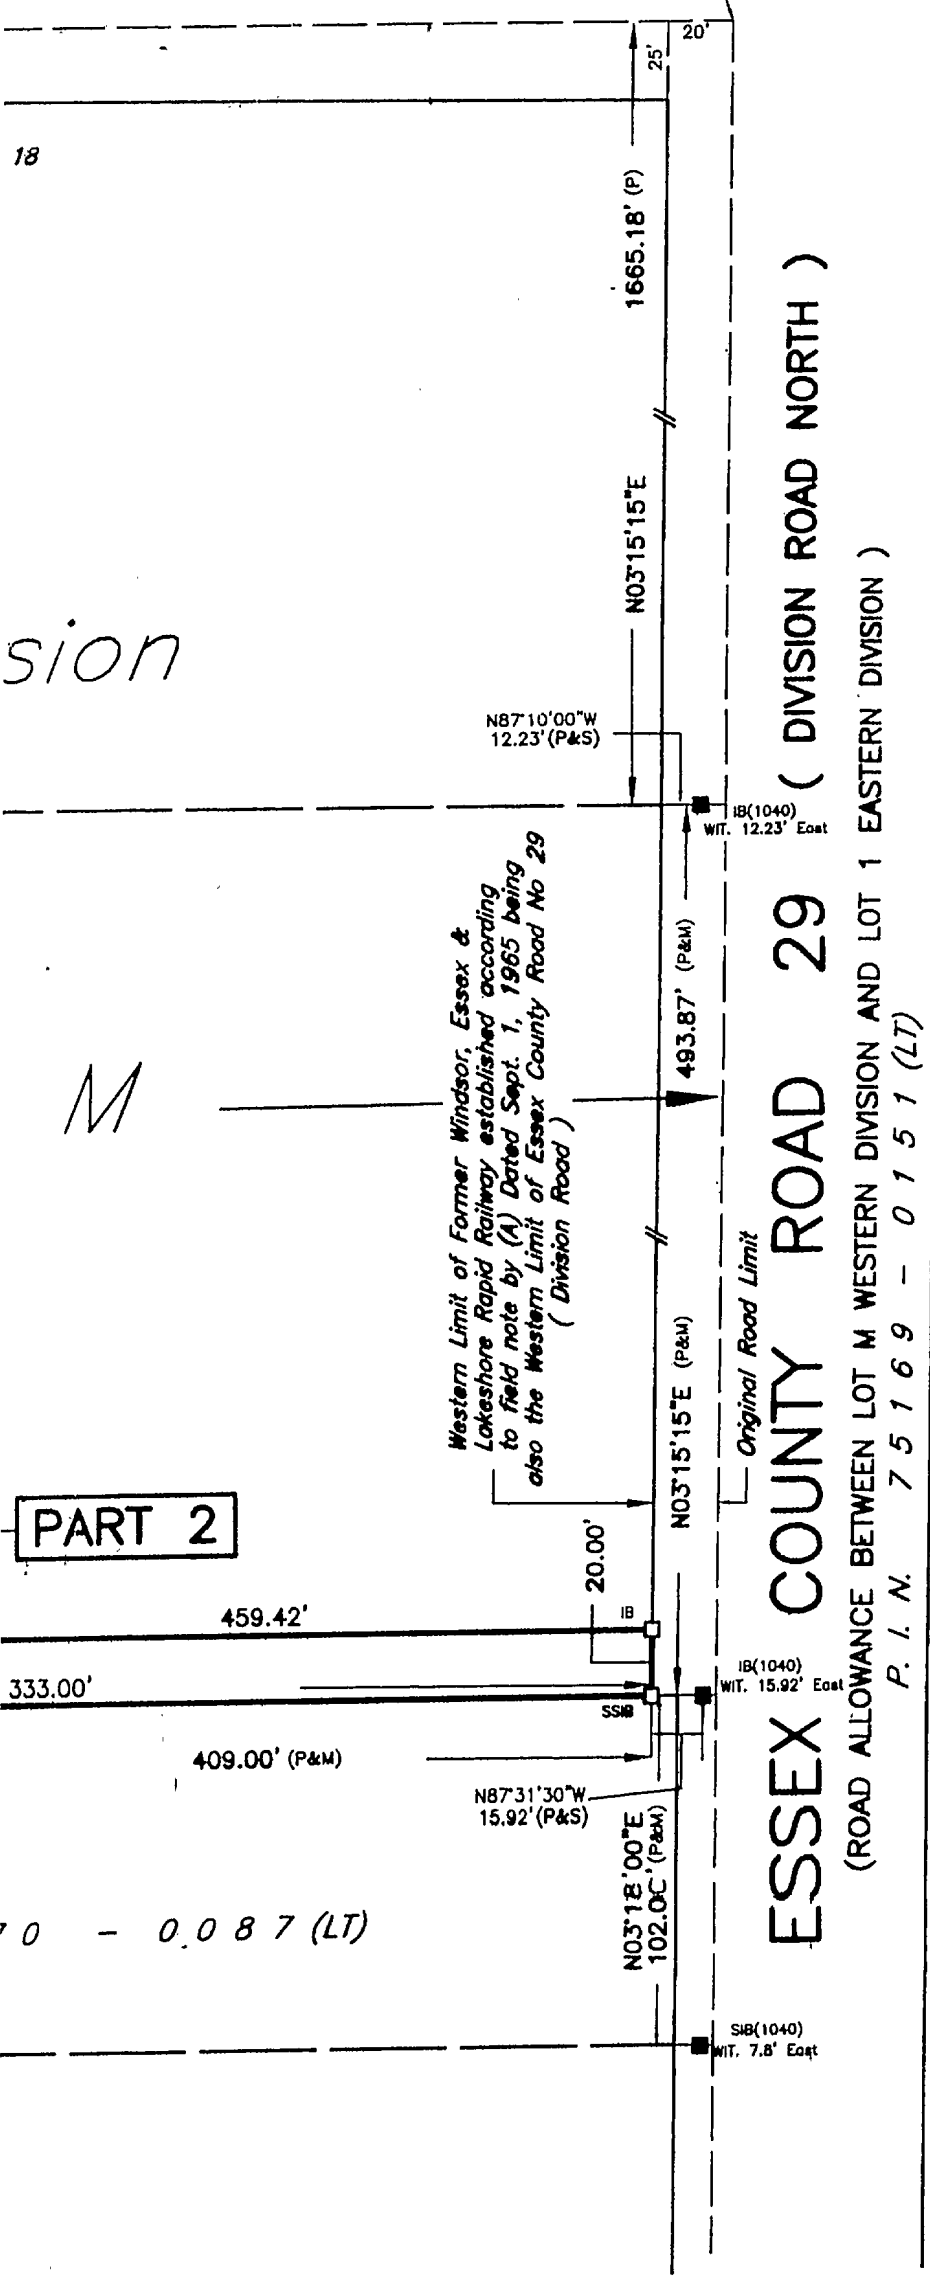 20'
25'
18
1665.18' (P)
N03°15'15"E
sion
N87°10'00"W
12.23' (P&S)
IB(1040)
WIT. 12.23' East
493.87' (P&M)
Western Limit of Former Windsor, Essex &
Lakeshore Rapid Railway established according
to field note by (A) Dated Sept. 1, 1965 being
also the Western Limit of Essex County Road No 29
( Division Road )
M
N03°15'15"E (P&M)
Original Road Limit
PART 2
20.00'
459.42'
IB
333.00'
SSIB
IB(1040)
WIT. 15.92' East
409.00' (P&M)
N87°31'30"W
15.92' (P&S)
N03°18'00"E
102.0C' (P&M)
70 - 0087 (LT)
SIB(1040)
WIT. 7.8' East
ESSEX COUNTY ROAD 29 ( DIVISION ROAD NORTH )
(ROAD ALLOWANCE BETWEEN LOT M WESTERN DIVISION AND LOT 1 EASTERN DIVISION )
P. I. N. 75169 - 0151 (LT)